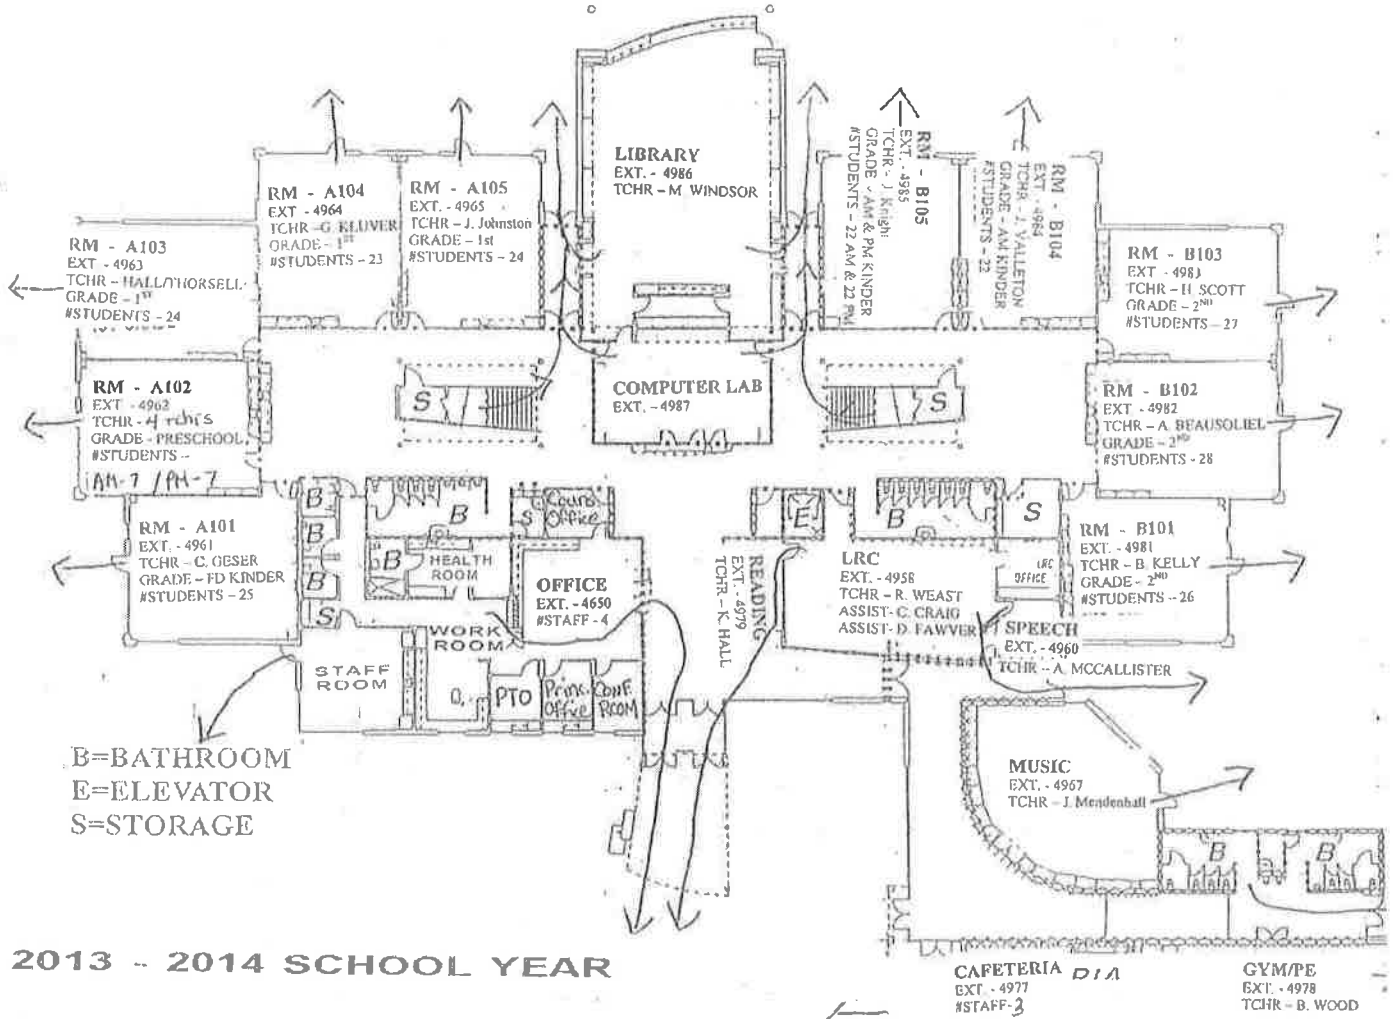 LIBRARY
EXT. - 4986
TCHR – M WINDSOR
RM - A104
EXT - 4964
TCHR – G. KLUVER
GRADE - 1ST
#STUDENTS - 23
RM - A105
EXT. - 4965
TCHR – J. Johnston
GRADE – 1st
#STUDENTS - 24
RM - B105
EXT. - 4985
TCHR – J. Knight
GRADE - AM & PM KINDER
#STUDENTS - 22 AM & 22 PM
RM - B104
EXT - 4984
TCHR - J. VALLETON
GRADE - AM KINDER
#STUDENTS - 22
RM - A103
EXT - 4963
TCHR – HALL/THORSELL
GRADE – 1ST
#STUDENTS - 24
RM - B103
EXT - 4983
TCHR – H. SCOTT
GRADE – 2ND
#STUDENTS - 27
RM - A102
EXT - 4962
TCHR - 4 tchrs
GRADE - PRESCHOOL
#STUDENTS -
AM-7 / PM-7
S
COMPUTER LAB
EXT. - 4987
S
RM - B102
EXT - 4982
TCHR – A. BEAUSOLIEL
GRADE – 2ND
#STUDENTS - 28
RM - A101
EXT. - 4961
TCHR – C. GESER
GRADE – FD KINDER
#STUDENTS - 25
B
B
B
S
B
B
HEALTH
ROOM
S
Couns
Office
OFFICE
EXT. - 4650
#STAFF - 4
READING
EXT. - 4979
TCHR - K. HALL
E
B
S
LRC
EXT. - 4958
TCHR – R. WEAST
ASSIST- C. CRAIG
ASSIST- D. FAWVER
LRC
OFFICE
RM - B101
EXT. - 4981
TCHR – B. KELLY
GRADE – 2ND
#STUDENTS - 26
SPEECH
EXT. - 4960
TCHR – A. MCCALLISTER
STAFF
ROOM
WORK
ROOM
PTO
Princ.
Office
CONF.
ROOM
B=BATHROOM
E=ELEVATOR
S=STORAGE
MUSIC
EXT. - 4967
TCHR – J. Mendenhall
B
B
2013 - 2014 SCHOOL YEAR
CAFETERIA
EXT. - 4977
#STAFF-3
GYM/PE
EXT. - 4978
TCHR – B. WOOD